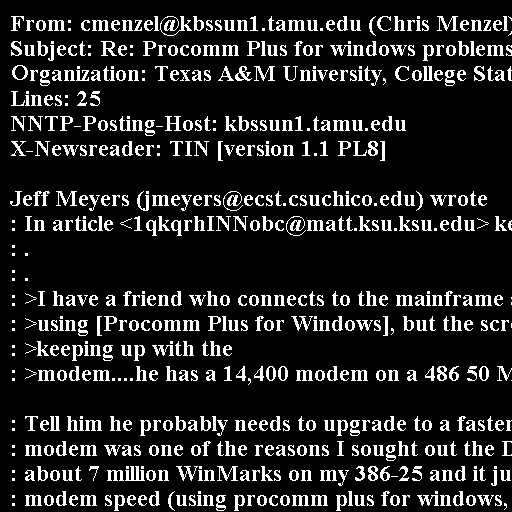 From: cmenzel@kbssun1.tamu.edu (Chris Menzel)
Subject: Re: Procomm Plus for windows problems
Organization: Texas A&M University, College Stat
Lines: 25
NNTP-Posting-Host: kbssun1.tamu.edu
X-Newsreader: TIN [version 1.1 PL8]

Jeff Meyers (jmeyers@ecst.csuchico.edu) wrote
: In article <1qkqrhINNobc@matt.ksu.ksu.edu> ke
: .
: .
: >I have a friend who connects to the mainframe
: >using [Procomm Plus for Windows], but the scr
: >keeping up with the
: >modem....he has a 14,400 modem on a 486 50 M

: Tell him he probably needs to upgrade to a faster
: modem was one of the reasons I sought out the D
: about 7 million WinMarks on my 386-25 and it ju
: modem speed (using procomm plus for windows,